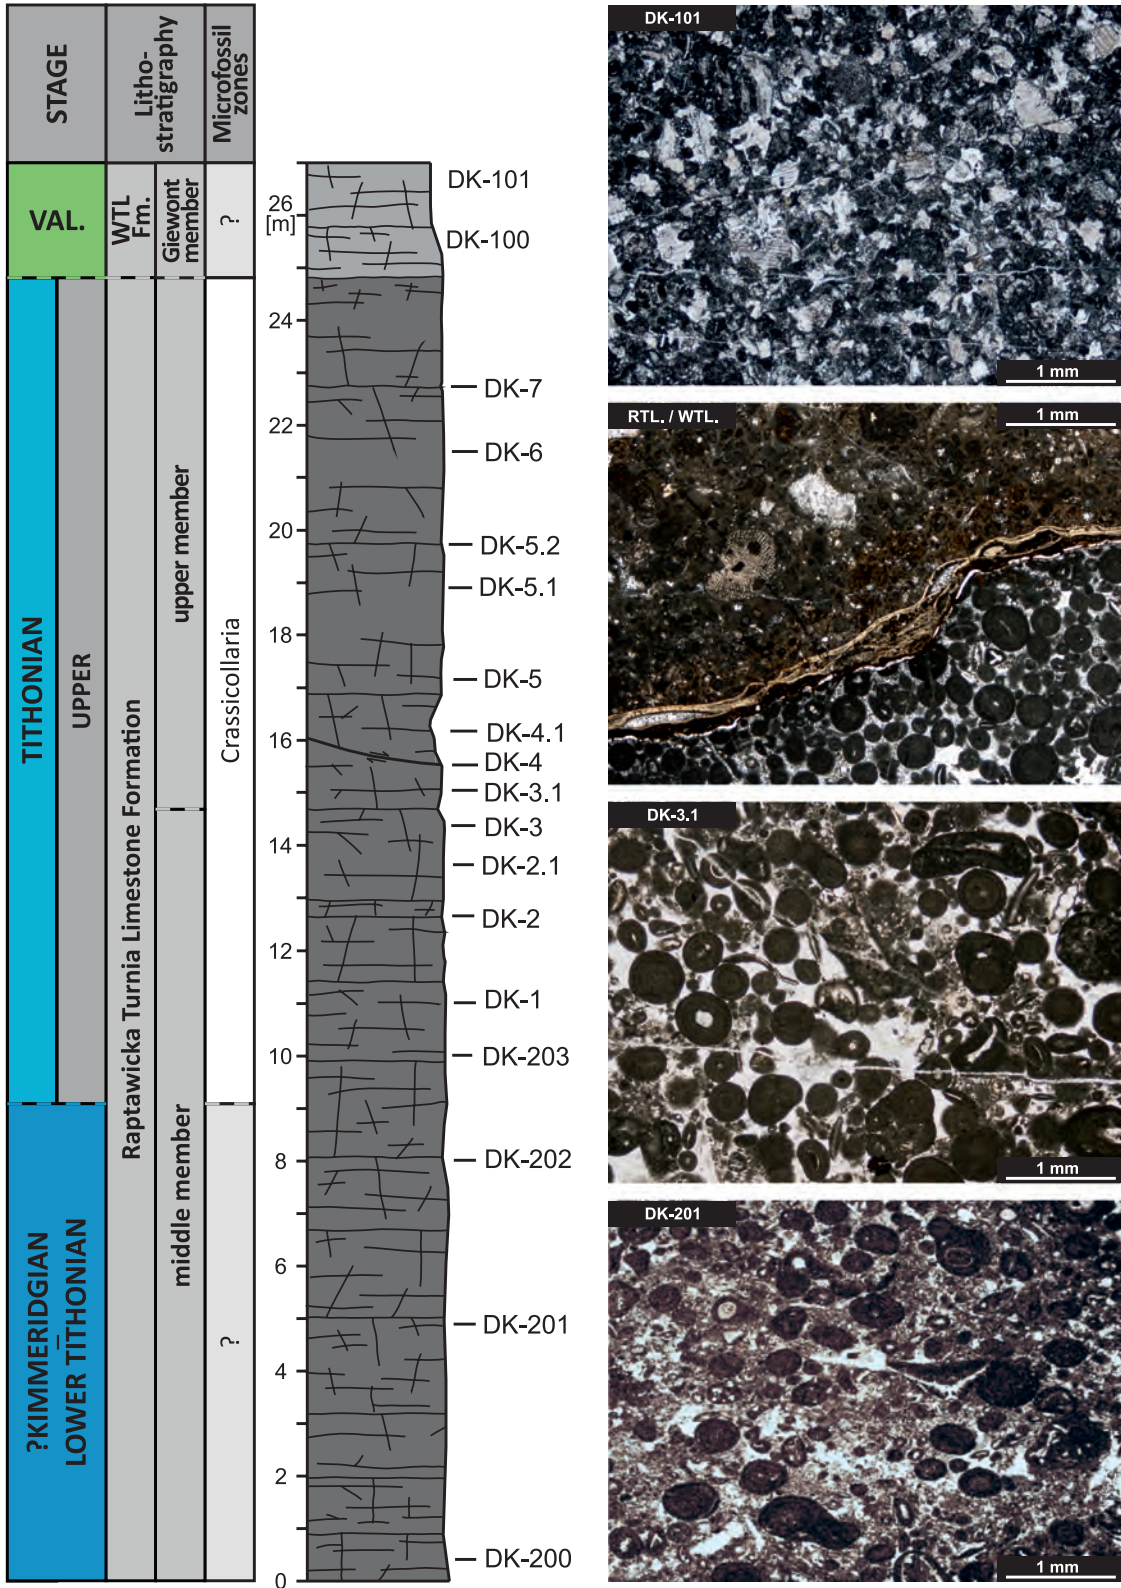 STAGE
Litho-
stratigraphy
Microfossil
zones
VAL.
WTL
Fm.
Giewont
member
?
TITHONIAN
UPPER
Raptawicka Turnia Limestone Formation
upper member
Crassicollaria
middle member
?KIMMERIDGIAN
–
LOWER TITHONIAN
?
26
[m]
24
22
20
18
16
14
12
10
8
6
4
2
0
DK-101
DK-100
DK-7
DK-6
DK-5.2
DK-5.1
DK-5
DK-4.1
DK-4
DK-3.1
DK-3
DK-2.1
DK-2
DK-1
DK-203
DK-202
DK-201
DK-200
DK-101
1 mm
RTL. / WTL.
1 mm
DK-3.1
1 mm
DK-201
1 mm